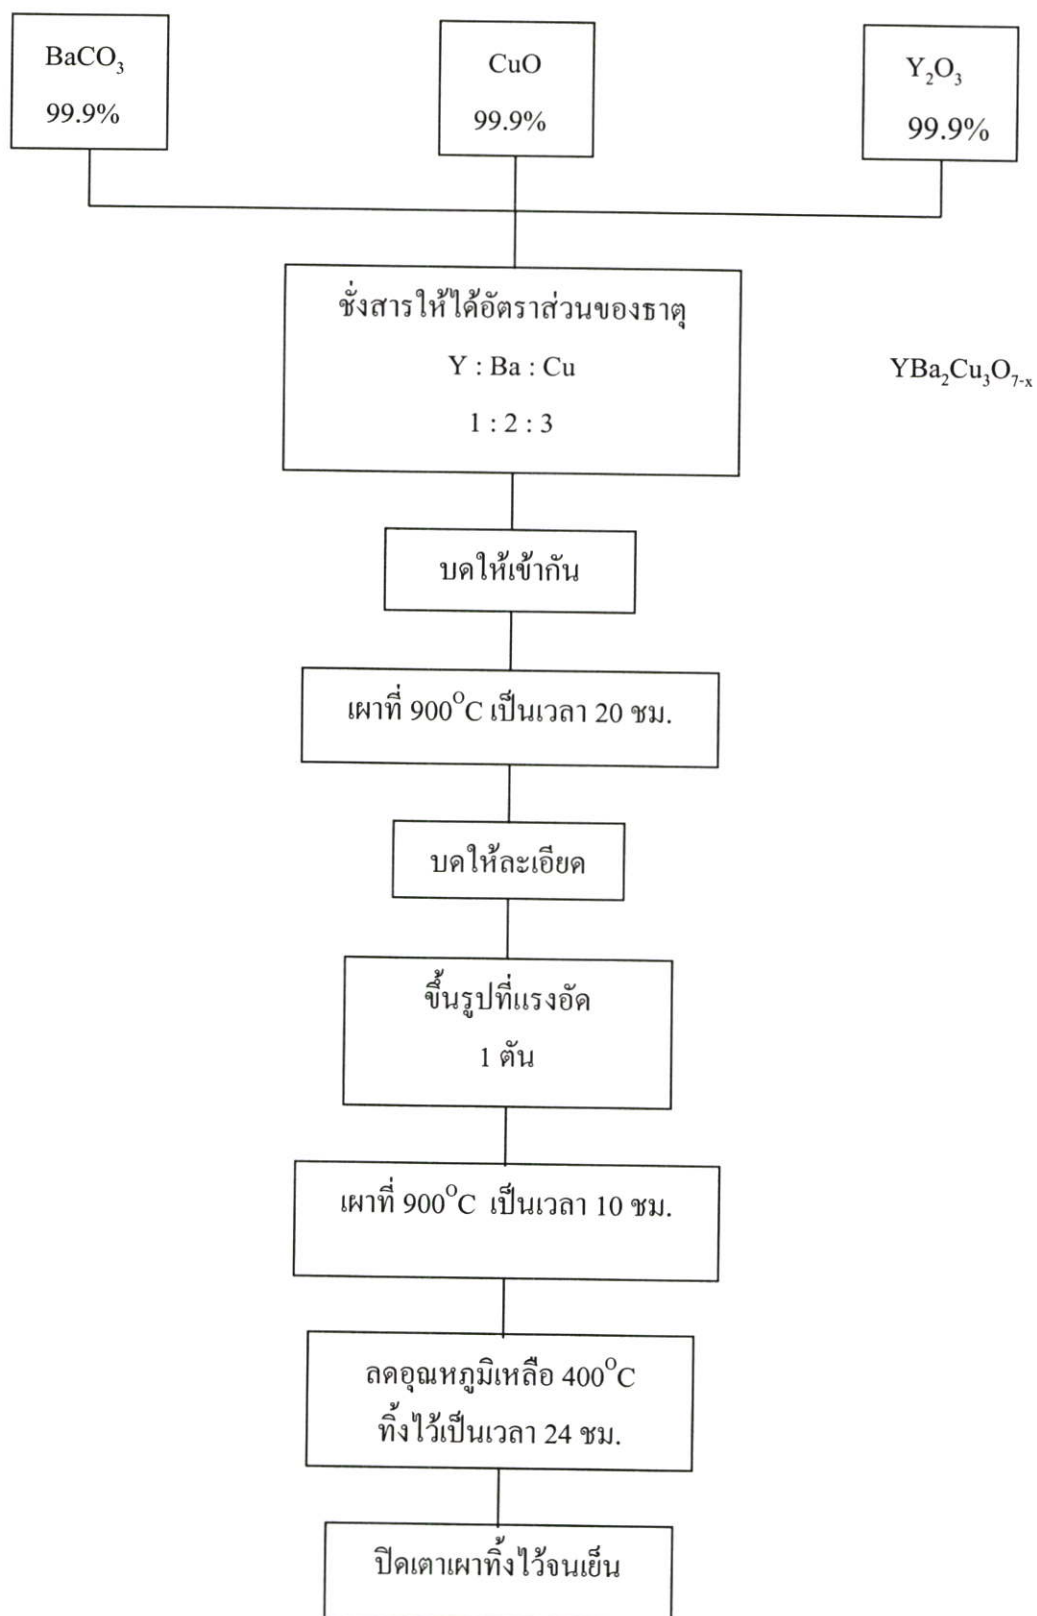 BaCO₃
99.9%
CuO
99.9%
Y₂O₃
99.9%
ชั่งสารให้ได้อัตราส่วนของธาตุ
Y : Ba : Cu
1 : 2 : 3
YBa₂Cu₃O₇₋ₓ
บดให้เข้ากัน
เผาที่ 900°C เป็นเวลา 20 ชม.
บดให้ละเอียด
ขึ้นรูปที่แรงอัด
1 ตัน
เผาที่ 900°C เป็นเวลา 10 ชม.
ลดอุณหภูมิเหลือ 400°C
ทิ้งไว้เป็นเวลา 24 ชม.
ปิดเตาเผาทิ้งไว้จนเย็น